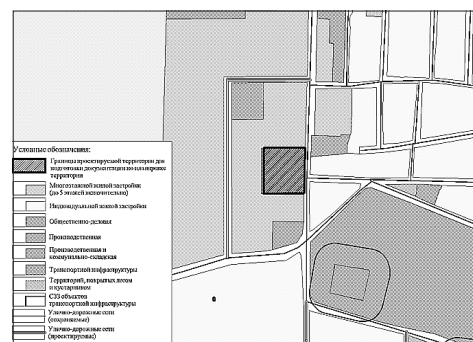 Условные обозначения:
Границы проектируемой территории для
подготовки документации по планировке
территории
Многоэтажной жилой застройки
(до 5 этажей включительно)
Индивидуальной жилой застройки
Общественно-деловая
Производственная
Производственная и
коммунально-складская
Транспортной инфраструктуры
Территорий, покрытых лесом
и кустарником
СЗЗ объектов
транспортной инфраструктуры
Улично-дорожные сети
(сохраняемые)
Улично-дорожные сети
(проектируемые)